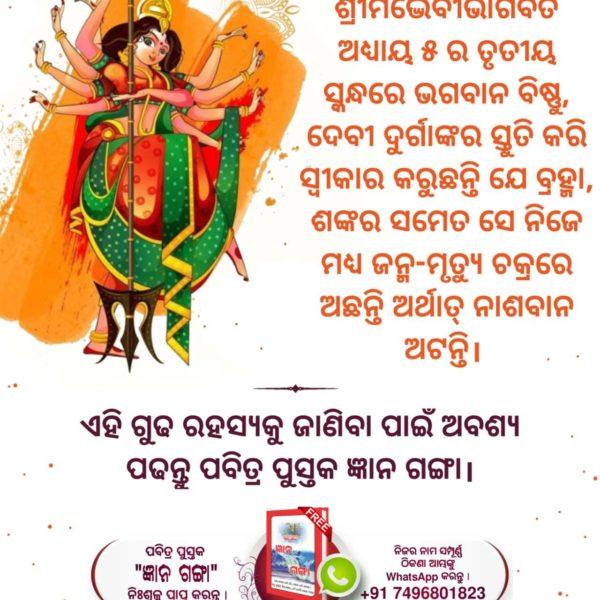 ଶ୍ରୀମଦ୍ଦେବୀଭାଗବତ
ଅଧ୍ୟାୟ ୫ ର ତୃତୀୟ
ସ୍କନ୍ଧରେ ଭଗବାନ ବିଷ୍ଣୁ,
ଦେବୀ ଦୁର୍ଗାଙ୍କର ସ୍ତୁତି କରି
ସ୍ଵୀକାର କରୁଛନ୍ତି ଯେ ବ୍ରହ୍ମା,
ଶଙ୍କର ସମେତ ସେ ନିଜେ
ମଧ୍ୟ ଜନ୍ମ-ମୃତ୍ୟୁ ଚକ୍ରରେ
ଅଛନ୍ତି ଅର୍ଥାତ୍ ନାଶବାନ
ଅଟନ୍ତି।
ଏହି ଗୁଢ ରହସ୍ୟକୁ ଜାଣିବା ପାଇଁ ଅବଶ୍ୟ
ପଢନ୍ତୁ ପବିତ୍ର ପୁସ୍ତକ ଜ୍ଞାନ ଗଙ୍ଗା।
ପବିତ୍ର ପୁସ୍ତକ
"ଜ୍ଞାନ ଗଙ୍ଗା"
ନିଃଶୁଳ୍କ ପ୍ରାପ୍ତ କରନ୍ତୁ ।
FREE
ଜ୍ଞାନ
ଗଙ୍ଗା
ନିଜର ନାମ ସମ୍ପୂର୍ଣ୍ଣ
ଠିକଣା ଆମକୁ
WhatsApp କରନ୍ତୁ ।
+91 7496801823